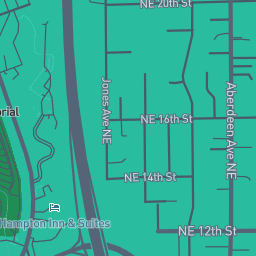 NE 20th St
Jones Ave NE
Aberdeen Ave NE
orial
NE 16th St
NE 14th St
Hampton Inn & Suites
NE 12th St